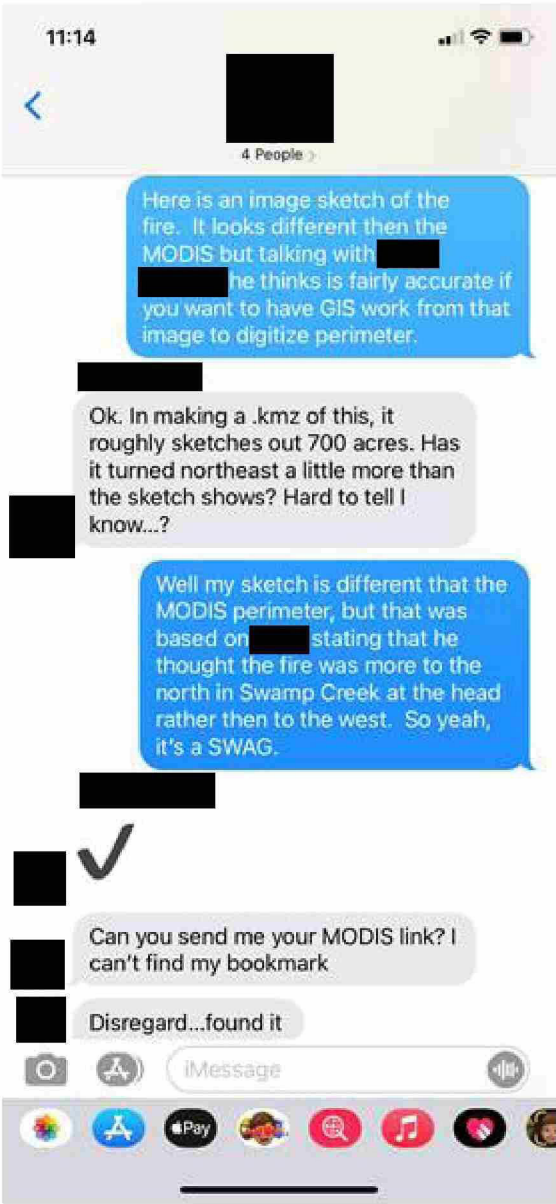 11:14
4 People >
Here is an image sketch of the
fire. It looks different then the
MODIS but talking with
he thinks is fairly accurate if
you want to have GIS work from that
image to digitize perimeter.
Ok. In making a .kmz of this, it
roughly sketches out 700 acres. Has
it turned northeast a little more than
the sketch shows? Hard to tell I
know...?
Well my sketch is different that the
MODIS perimeter, but that was
based on stating that he
thought the fire was more to the
north in Swamp Creek at the head
rather then to the west. So yeah,
it's a SWAG.
Can you send me your MODIS link? I
can't find my bookmark
Disregard...found it
iMessage
Pay